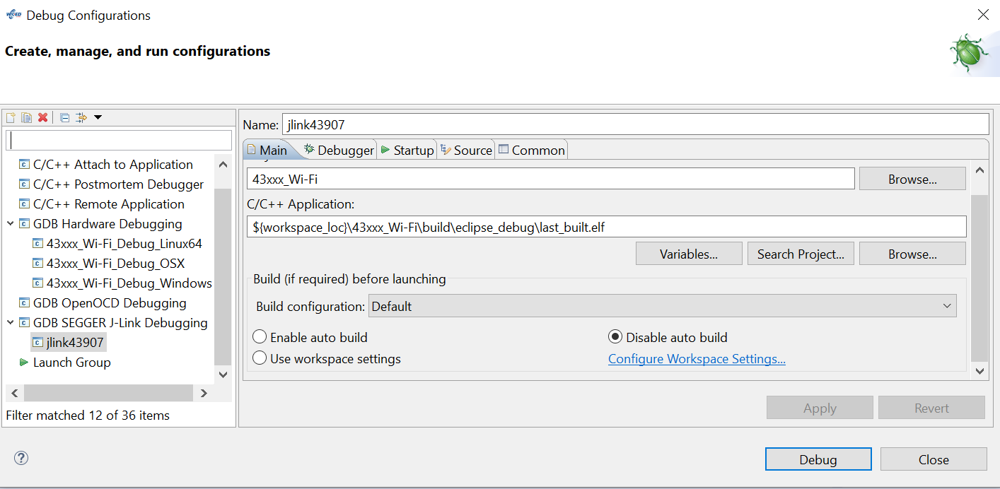 WICED Debug Configurations
Create, manage, and run configurations
Name: jlink43907
Main Debugger Startup Source Common
43xxx_Wi-Fi Browse...
C/C++ Application:
${workspace_loc}\43xxx_Wi-Fi\build\eclipse_debug\last_built.elf
Variables... Search Project... Browse...
Build (if required) before launching
Build configuration: Default
Enable auto build Disable auto build
Use workspace settings Configure Workspace Settings...
Apply Revert
C/C++ Attach to Application
C/C++ Postmortem Debugger
C/C++ Remote Application
GDB Hardware Debugging
43xxx_Wi-Fi_Debug_Linux64
43xxx_Wi-Fi_Debug_OSX
43xxx_Wi-Fi_Debug_Windows
GDB OpenOCD Debugging
GDB SEGGER J-Link Debugging
jlink43907
Launch Group
Filter matched 12 of 36 items
? Debug Close